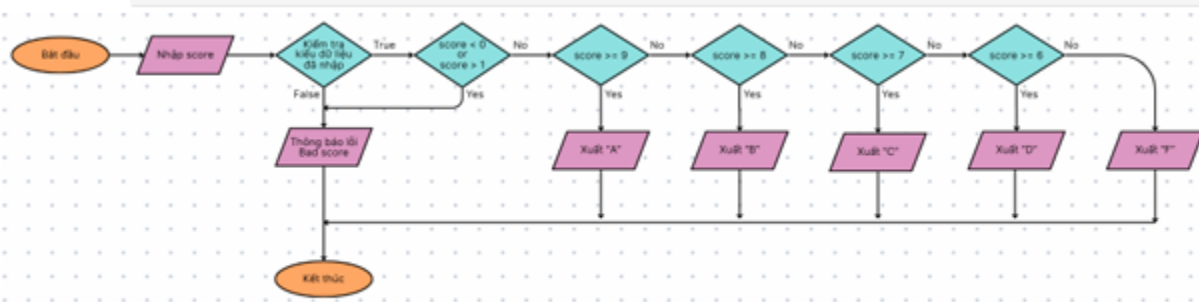 Bắt đầu
Nhập score
Kiểm tra
kiểu dữ liệu
đã nhập
True
score < 0
or
score > 1
No
score >= 9
No
score >= 8
No
score >= 7
No
score >= 6
No
False
Yes
Yes
Yes
Yes
Yes
Thông báo lỗi
Bad score
Xuất "A"
Xuất "B"
Xuất "C"
Xuất "D"
Xuất "F"
Kết thúc